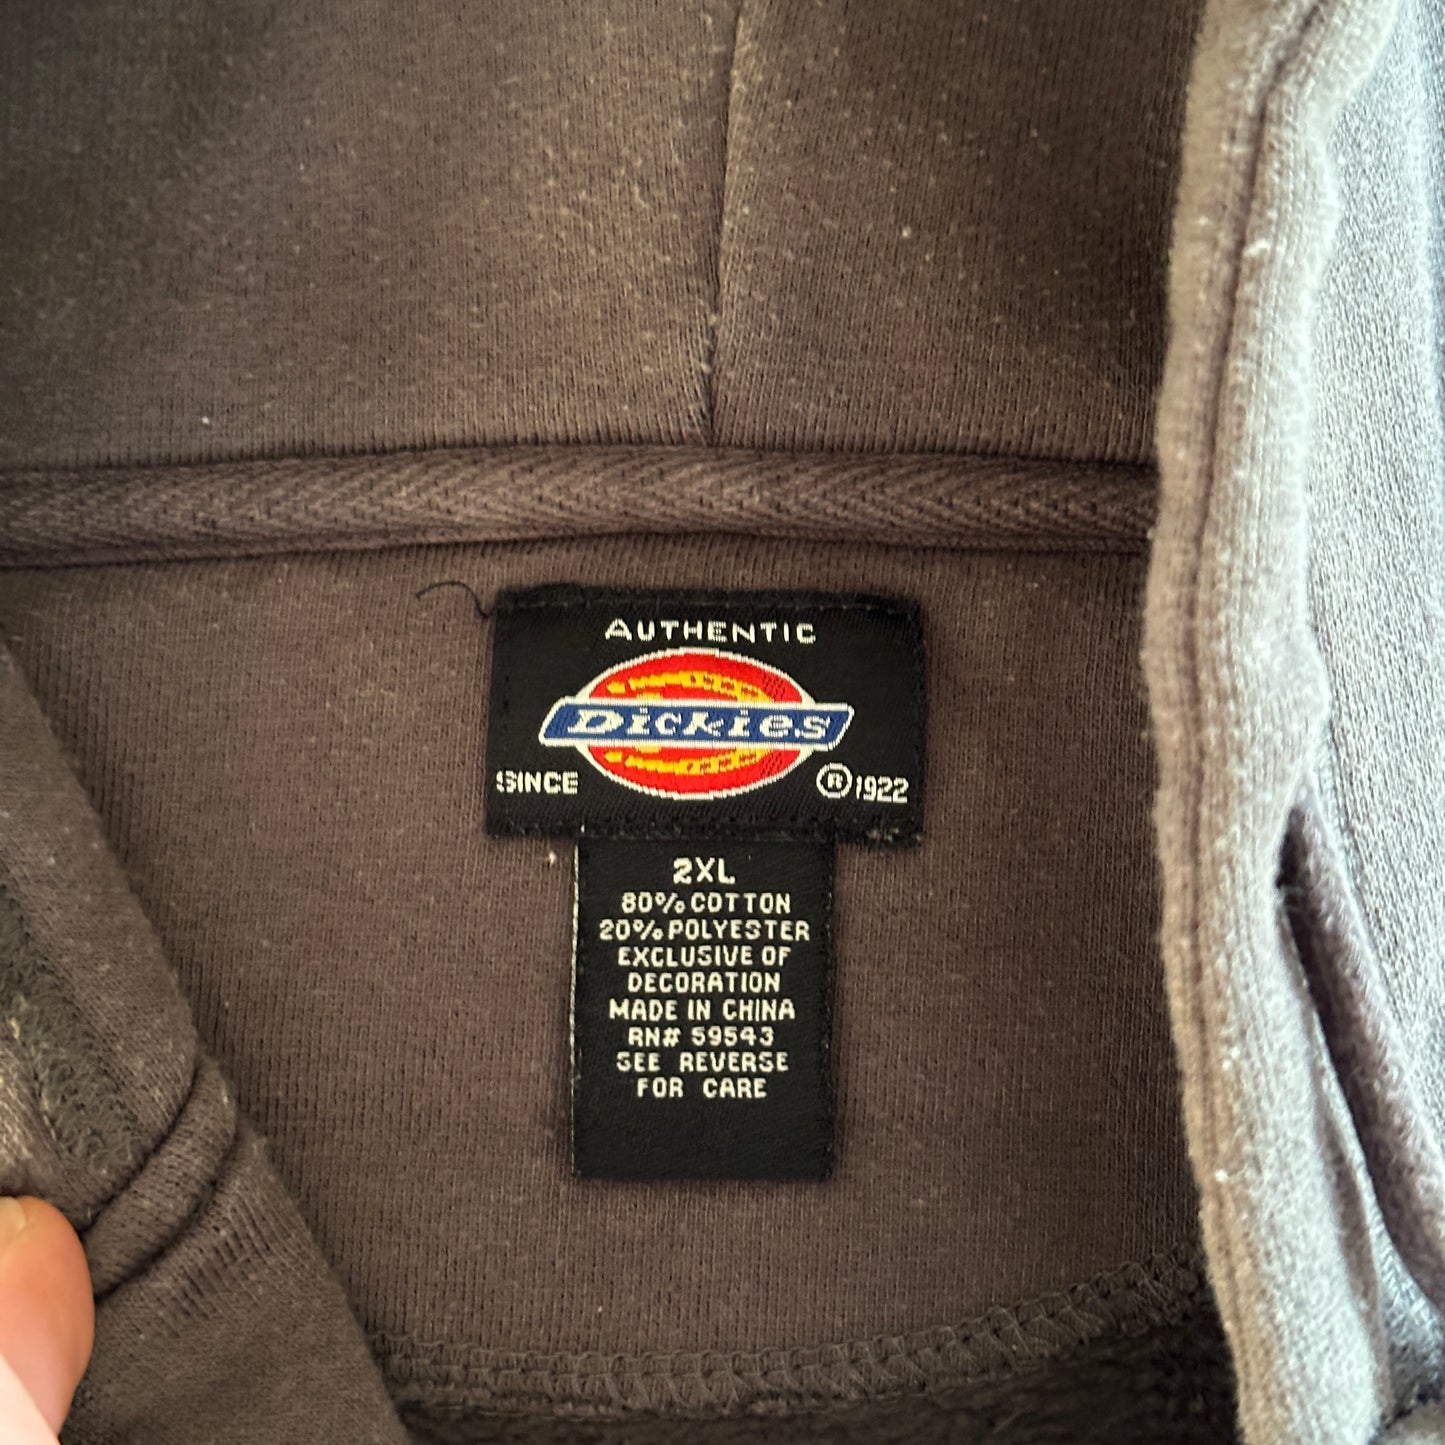 AUTHENTIC
Dickies
SINCE ® 1922
2XL
80% COTTON
20% POLYESTER
EXCLUSIVE OF
DECORATION
MADE IN CHINA
RN# 59543
SEE REVERSE
FOR CARE